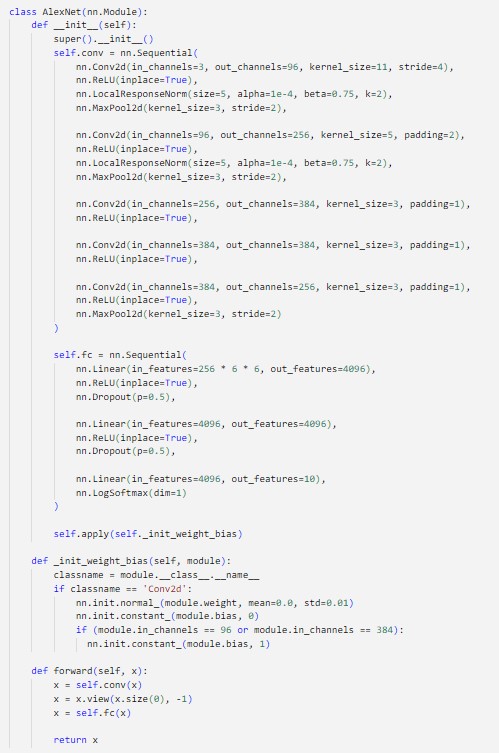 class AlexNet(nn.Module):
    def __init__(self):
        super().__init__()
        self.conv = nn.Sequential(
            nn.Conv2d(in_channels=3, out_channels=96, kernel_size=11, stride=4),
            nn.ReLU(inplace=True),
            nn.LocalResponseNorm(size=5, alpha=1e-4, beta=0.75, k=2),
            nn.MaxPool2d(kernel_size=3, stride=2),

            nn.Conv2d(in_channels=96, out_channels=256, kernel_size=5, padding=2),
            nn.ReLU(inplace=True),
            nn.LocalResponseNorm(size=5, alpha=1e-4, beta=0.75, k=2),
            nn.MaxPool2d(kernel_size=3, stride=2),

            nn.Conv2d(in_channels=256, out_channels=384, kernel_size=3, padding=1),
            nn.ReLU(inplace=True),

            nn.Conv2d(in_channels=384, out_channels=384, kernel_size=3, padding=1),
            nn.ReLU(inplace=True),

            nn.Conv2d(in_channels=384, out_channels=256, kernel_size=3, padding=1),
            nn.ReLU(inplace=True),
            nn.MaxPool2d(kernel_size=3, stride=2)
        )

        self.fc = nn.Sequential(
            nn.Linear(in_features=256 * 6 * 6, out_features=4096),
            nn.ReLU(inplace=True),
            nn.Dropout(p=0.5),

            nn.Linear(in_features=4096, out_features=4096),
            nn.ReLU(inplace=True),
            nn.Dropout(p=0.5),

            nn.Linear(in_features=4096, out_features=10),
            nn.LogSoftmax(dim=1)
        )

        self.apply(self._init_weight_bias)

    def _init_weight_bias(self, module):
        classname = module.__class__.__name__
        if classname == 'Conv2d':
            nn.init.normal_(module.weight, mean=0.0, std=0.01)
            nn.init.constant_(module.bias, 0)
            if (module.in_channels == 96 or module.in_channels == 384):
              nn.init.constant_(module.bias, 1)

    def forward(self, x):
        x = self.conv(x)
        x = x.view(x.size(0), -1)
        x = self.fc(x)

        return x